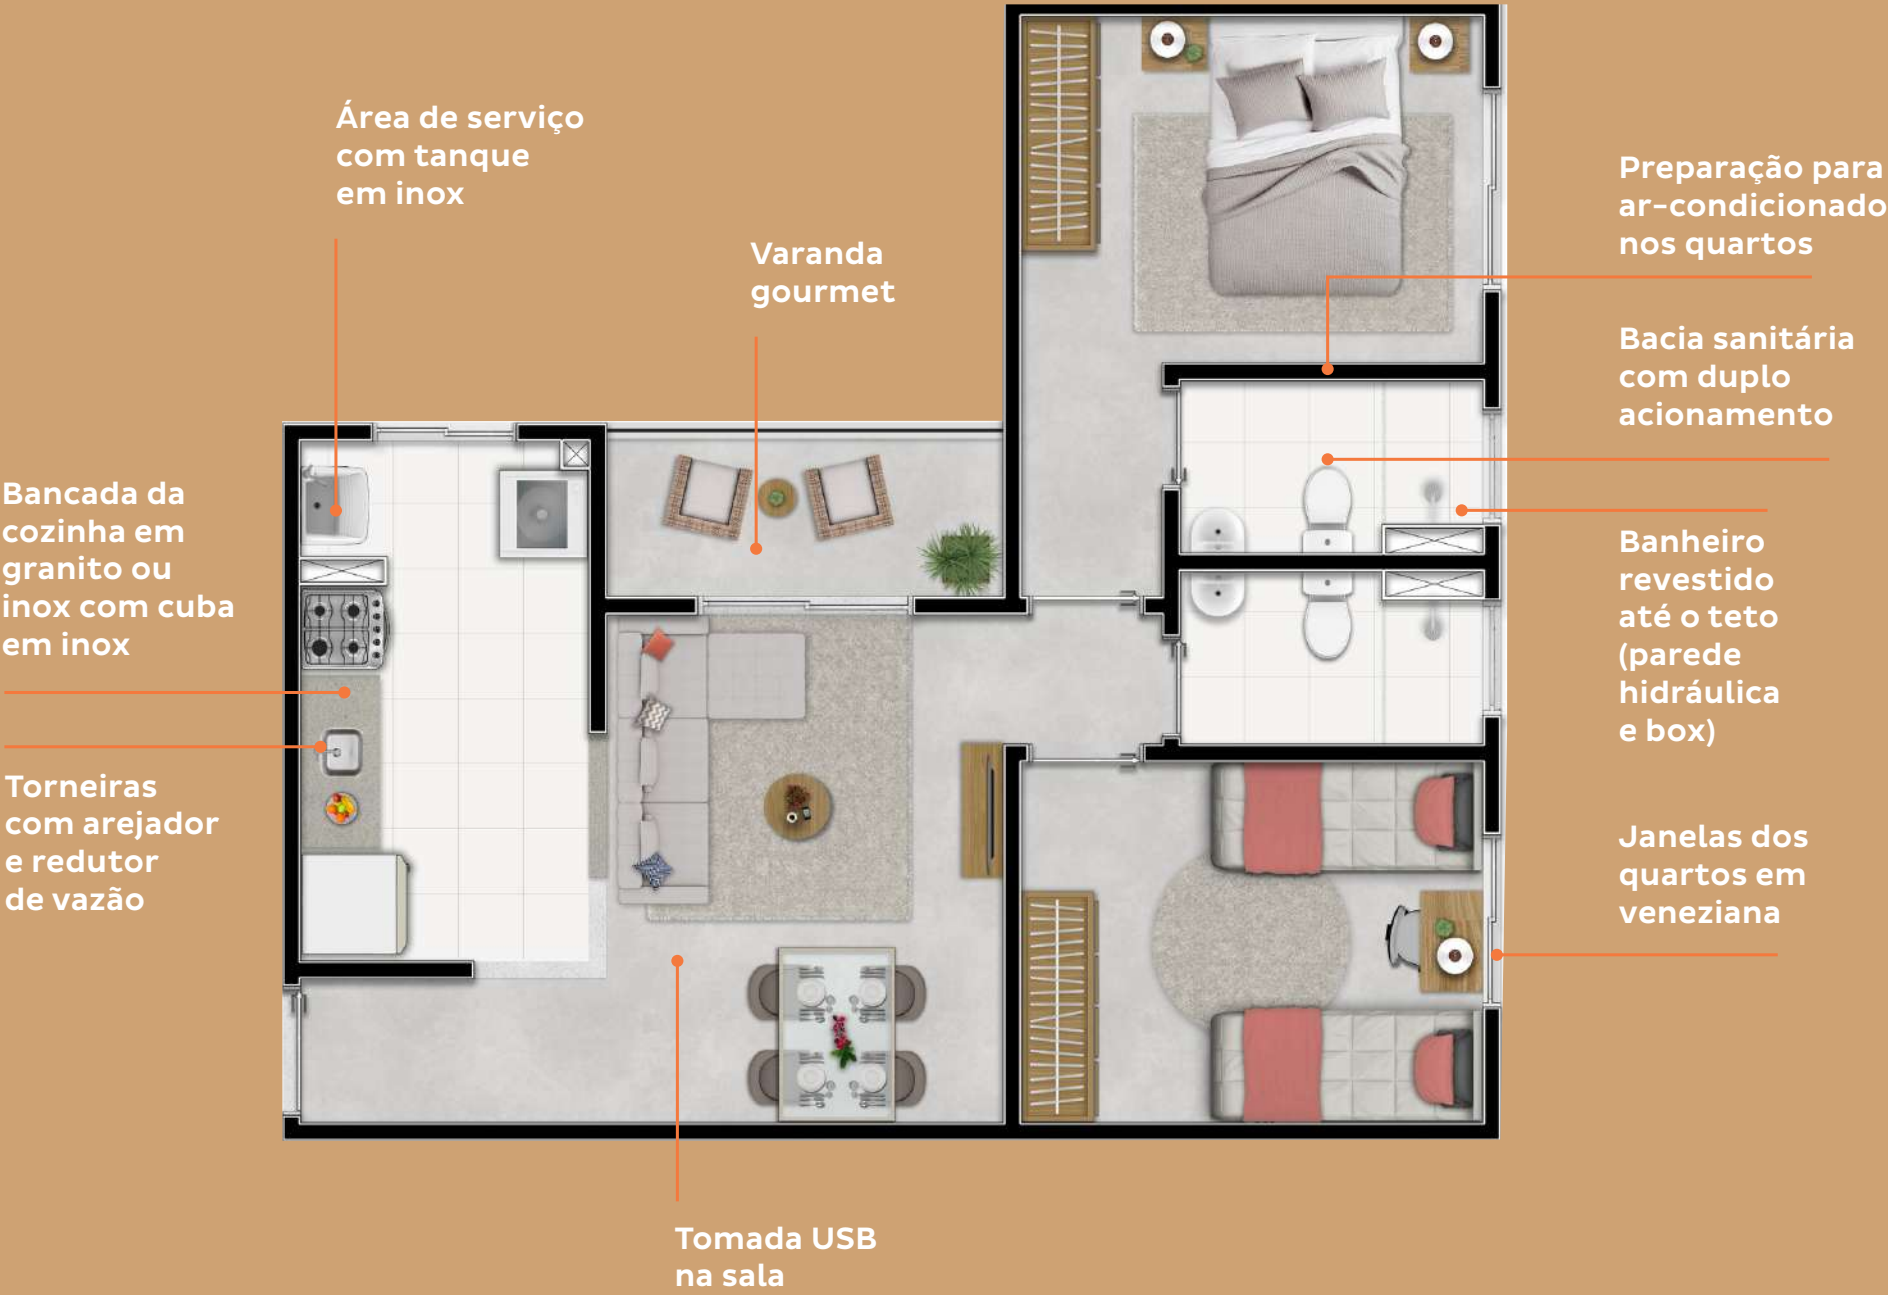 Área de serviço
com tanque
em inox
Varanda
gourmet
Preparação para
ar-condicionado
nos quartos
Bacia sanitária
com duplo
acionamento
Bancada da
cozinha em
granito ou
inox com cuba
em inox
Banheiro
revestido
até o teto
(parede
hidráulica
e box)
Torneiras
com arejador
e redutor
de vazão
Janelas dos
quartos em
veneziana
Tomada USB
na sala